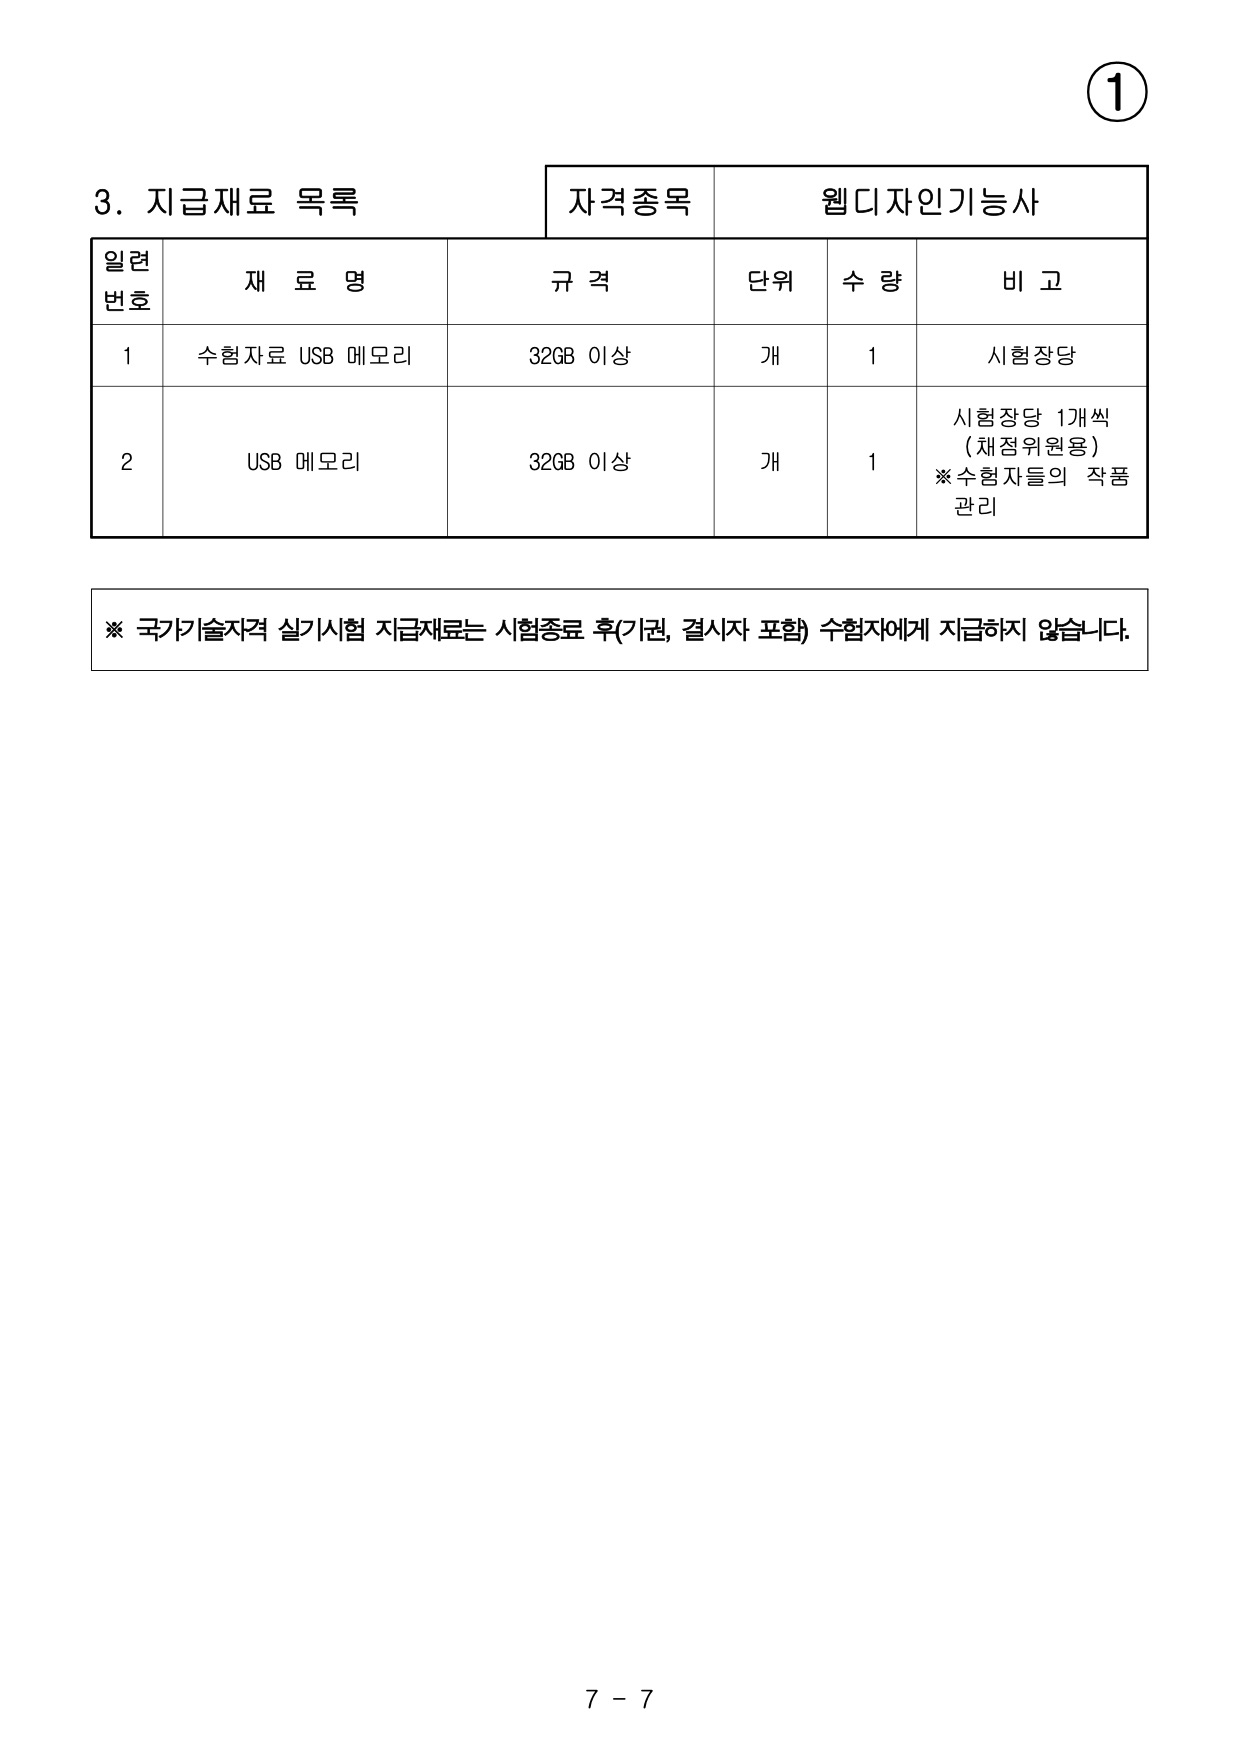 ①
3. 지급재료 목록 자격종목 웹디자인기능사
일련
번호 재 료 명 규 격 단위 수 량 비 고
1 수험자료 USB 메모리 32GB 이상 개 1 시험장당
2 USB 메모리 32GB 이상 개 1 시험장당 1개씩
(채점위원용)
※수험자들의 작품
관리
※ 국가기술자격 실기시험 지급재료는 시험종료 후(기권, 결시자 포함) 수험자에게 지급하지 않습니다.
7 - 7